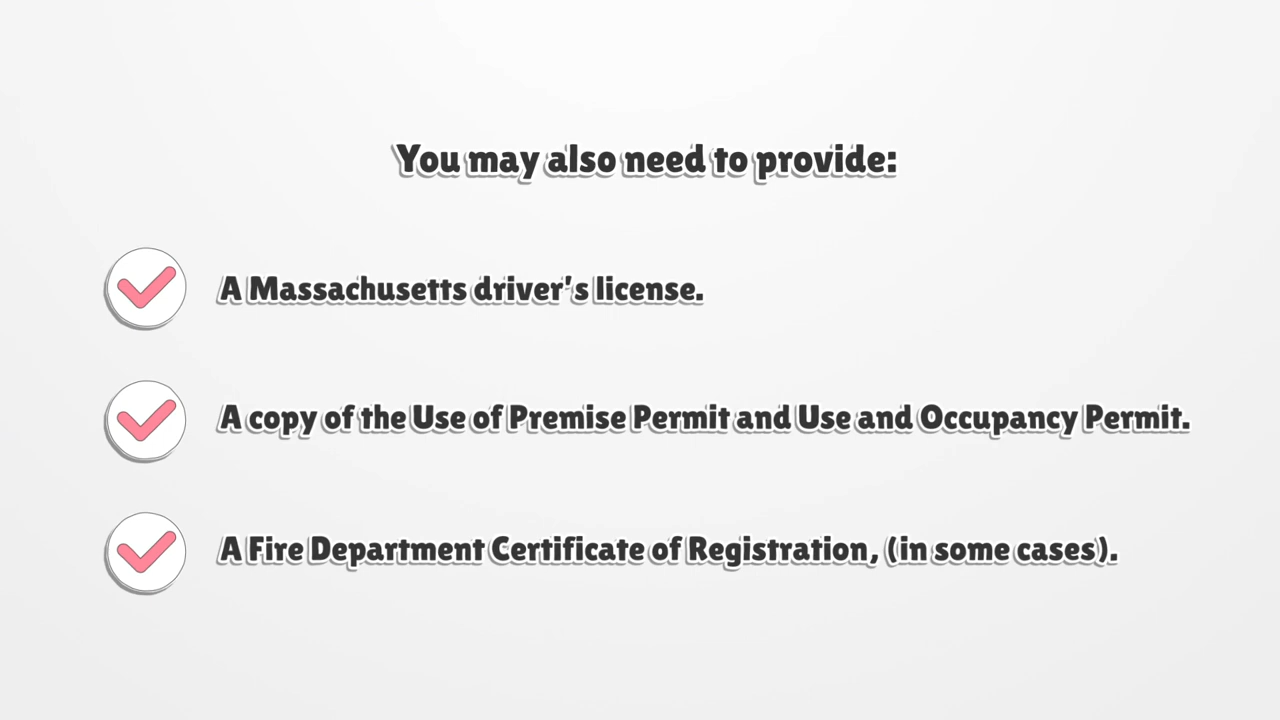 You may also need to provide:
A Massachusetts driver's license.
A copy of the Use of Premise Permit and Use and Occupancy Permit.
A Fire Department Certificate of Registration, (in some cases).